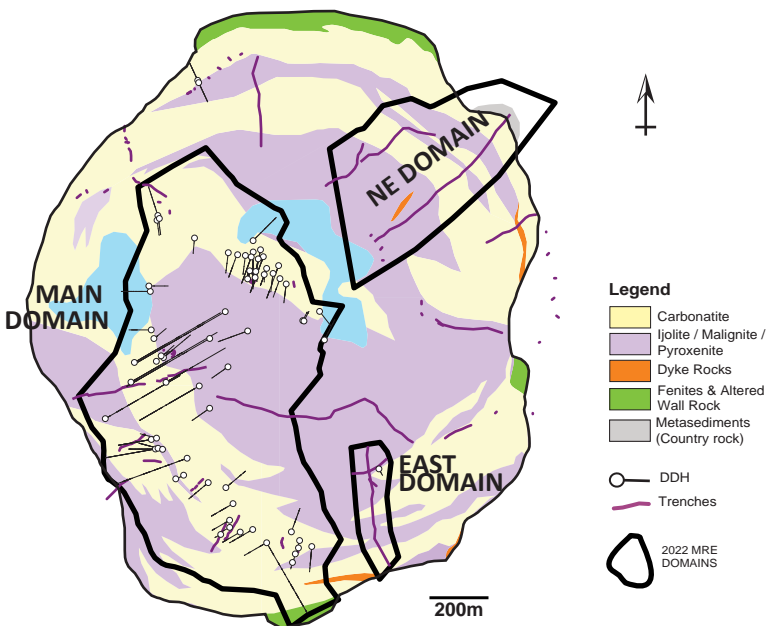 NE DOMAIN
MAIN
DOMAIN
EAST
DOMAIN
Legend
Carbonatite
Ijolite / Malignite /
Pyroxenite
Dyke Rocks
Fenites & Altered
Wall Rock
Metasediments
(Country rock)
DDH
Trenches
2022 MRE
DOMAINS
200m